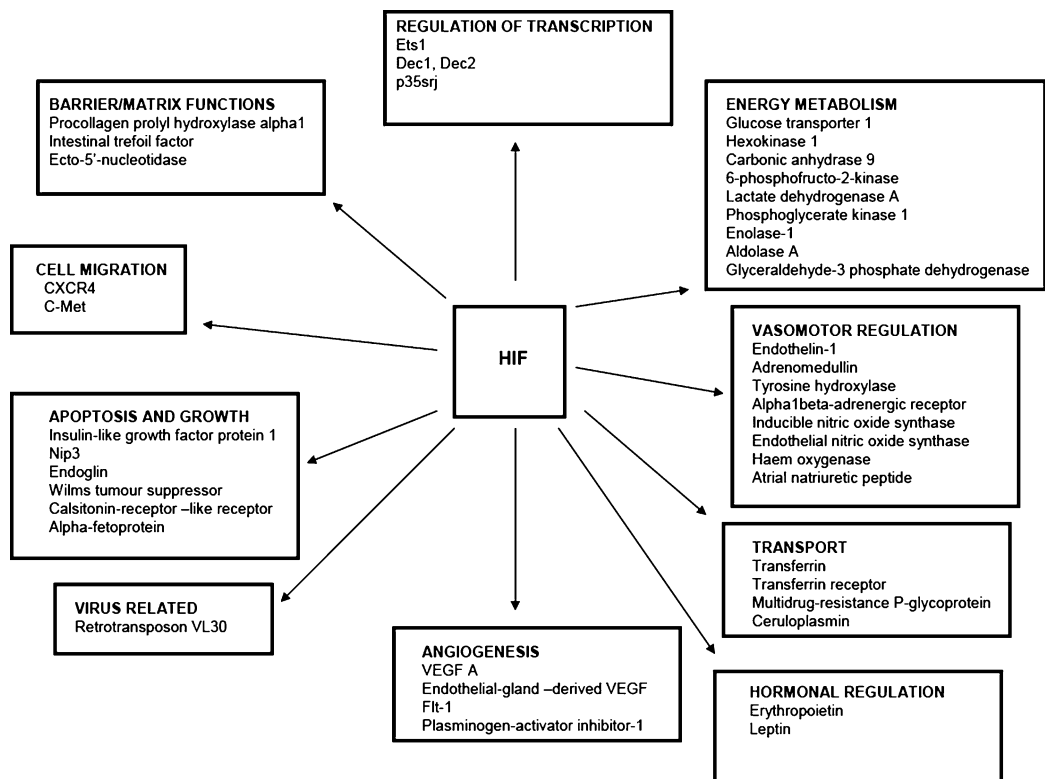 REGULATION OF TRANSCRIPTION
Ets1
Dec1, Dec2
p35srj
BARRIER/MATRIX FUNCTIONS
Procollagen prolyl hydroxylase alpha1
Intestinal trefoil factor
Ecto-5'-nucleotidase
ENERGY METABOLISM
Glucose transporter 1
Hexokinase 1
Carbonic anhydrase 9
6-phosphofructo-2-kinase
Lactate dehydrogenase A
Phosphoglycerate kinase 1
Enolase-1
Aldolase A
Glyceraldehyde-3 phosphate dehydrogenase
CELL MIGRATION
CXCR4
C-Met
HIF
VASOMOTOR REGULATION
Endothelin-1
Adrenomedullin
Tyrosine hydroxylase
Alpha1beta-adrenergic receptor
Inducible nitric oxide synthase
Endothelial nitric oxide synthase
Haem oxygenase
Atrial natriuretic peptide
APOPTOSIS AND GROWTH
Insulin-like growth factor protein 1
Nip3
Endoglin
Wilms tumour suppressor
Calsitonin-receptor –like receptor
Alpha-fetoprotein
TRANSPORT
Transferrin
Transferrin receptor
Multidrug-resistance P-glycoprotein
Ceruloplasmin
VIRUS RELATED
Retrotransposon VL30
ANGIOGENESIS
VEGF A
Endothelial-gland –derived VEGF
Flt-1
Plasminogen-activator inhibitor-1
HORMONAL REGULATION
Erythropoietin
Leptin